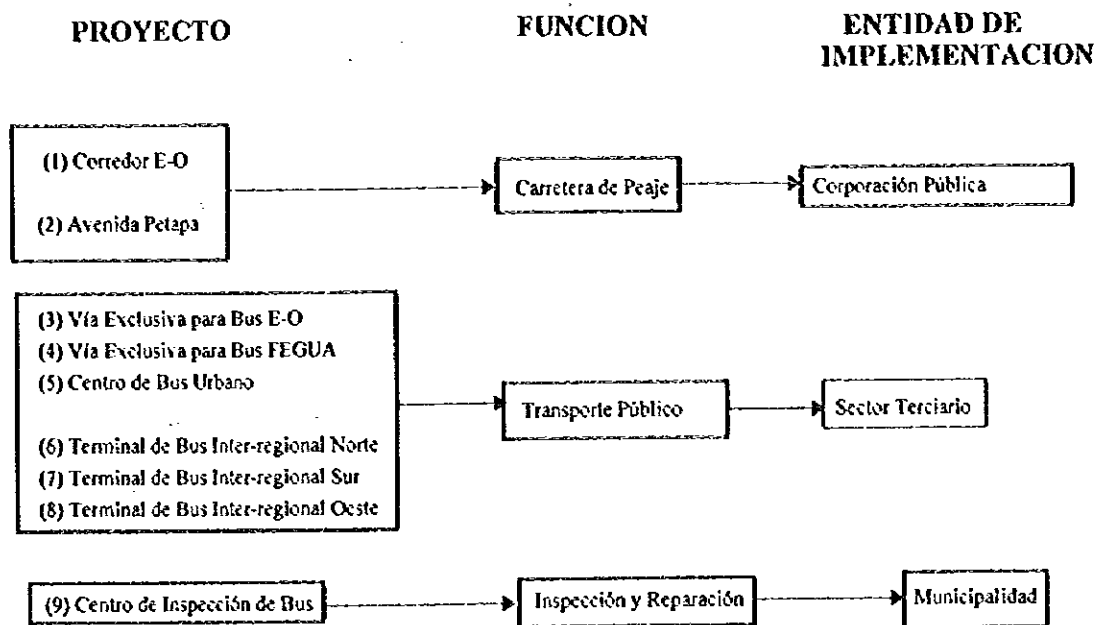 PROYECTO
FUNCION
ENTIDAD DE
IMPLEMENTACION
(1) Corredor E-O
(2) Avenida Petapa
Carretera de Peaje
Corporación Pública
(3) Vía Exclusiva para Bus E-O
(4) Vía Exclusiva para Bus FEGUA
(5) Centro de Bus Urbano
(6) Terminal de Bus Inter-regional Norte
(7) Terminal de Bus Inter-regional Sur
(8) Terminal de Bus Inter-regional Oeste
Transporte Público
Sector Terciario
(9) Centro de Inspección de Bus
Inspección y Reparación
Municipalidad